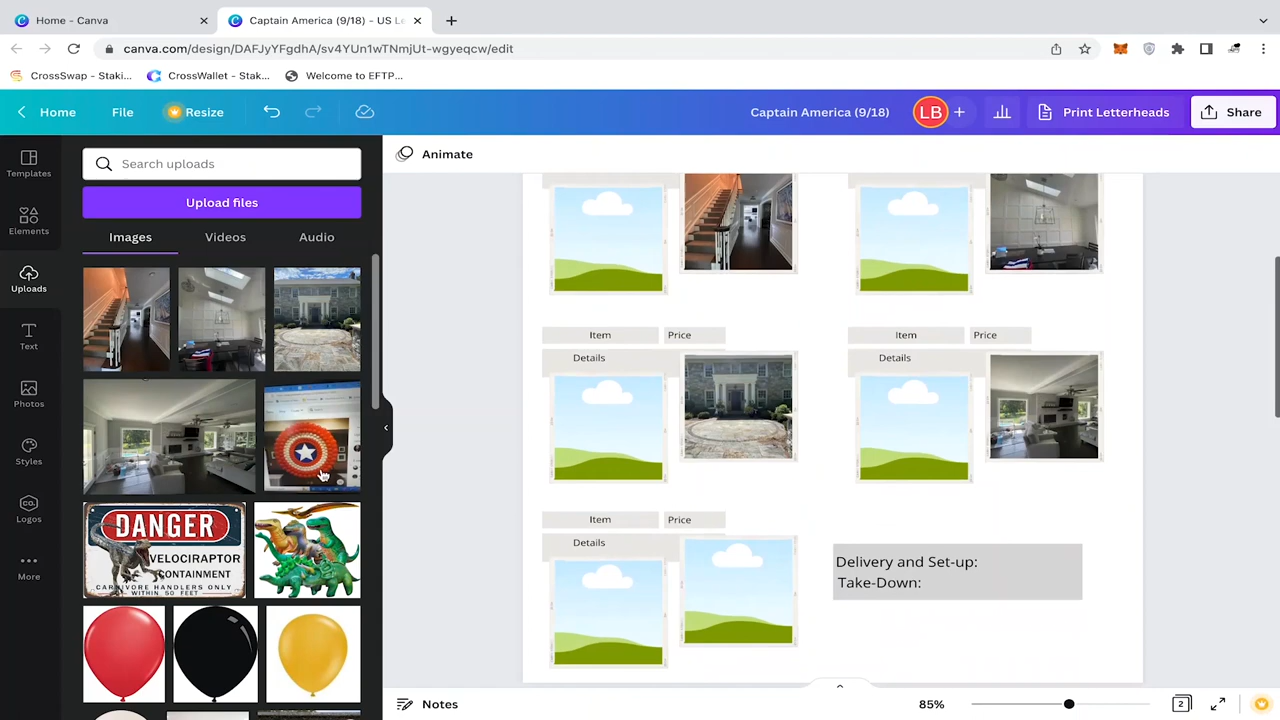 Home - Canva
Captain America (9/18) - US Le
canva.com/design/DAFJyYFgdhA/sv4YUn1wTNmjUt-wgyeqcw/edit
CrossSwap - Staki...
CrossWallet - Stak...
Welcome to EFTP...
Home
File
Resize
Captain America (9/18)
LB
Print Letterheads
Share
Templates
Elements
Uploads
Text
Photos
Styles
Logos
More
Search uploads
Upload files
Images
Videos
Audio
DANGER
VELOCIRAPTOR
CONTAINMENT
CARNIVORE HANDLERS ONLY
WITHIN 50 FEET
Animate
Item
Price
Details
Item
Price
Details
Item
Price
Details
Delivery and Set-up:
Take-Down:
Notes
85%
2